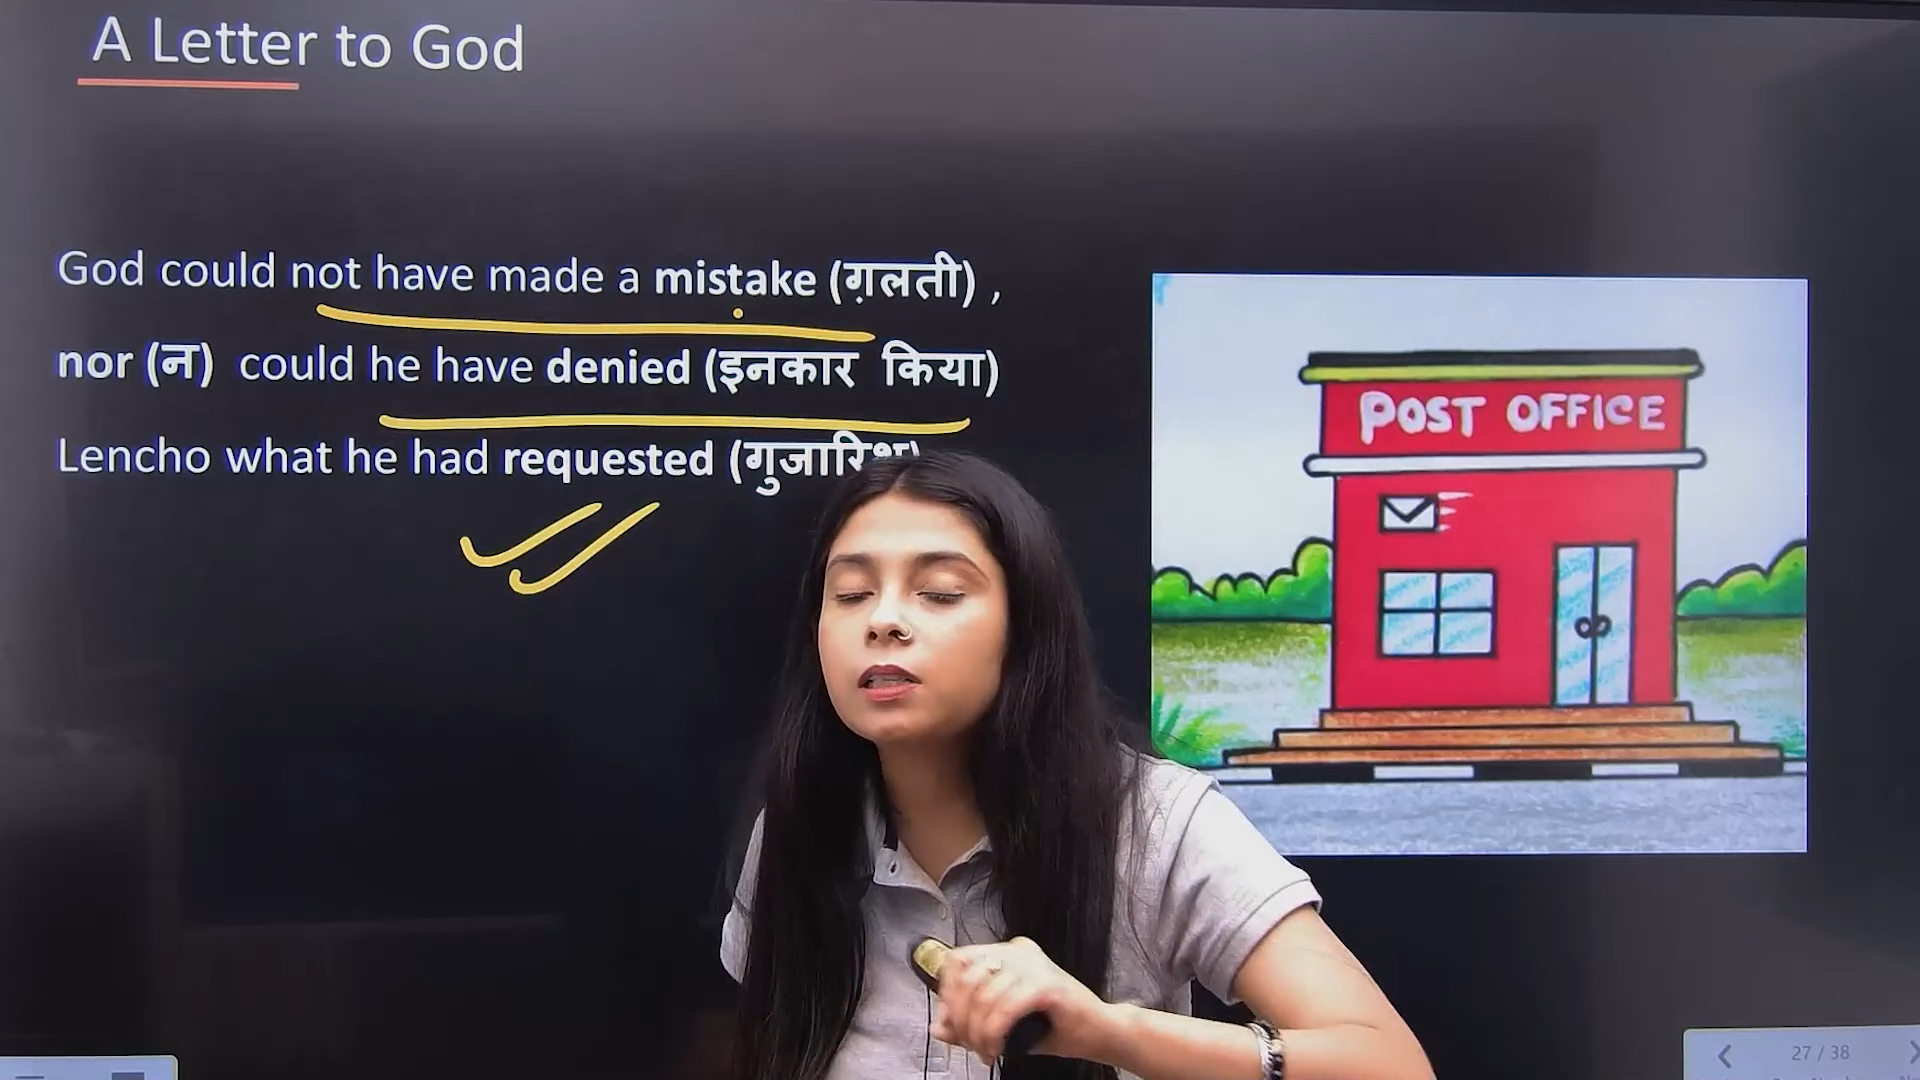 A Letter to God
God could not have made a mistake (ग़लती) ,
nor (न) could he have denied (इनकार किया)
Lencho what he had requested (गुजारिश)
POST OFFICE
27 / 38